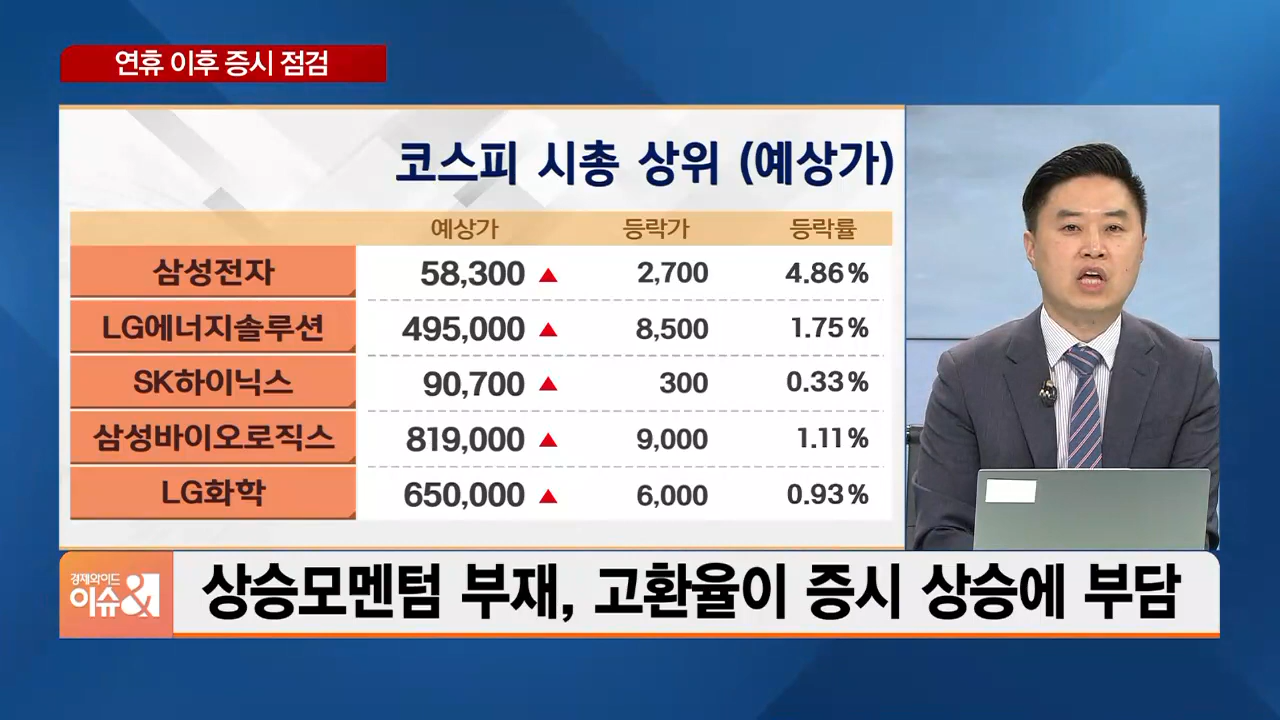 연휴 이후 증시 점검
코스피 시총 상위 (예상가)
예상가 등락가 등락률
삼성전자 58,300 ▲ 2,700 4.86%
LG에너지솔루션 495,000 ▲ 8,500 1.75%
SK하이닉스 90,700 ▲ 300 0.33%
삼성바이오로직스 819,000 ▲ 9,000 1.11%
LG화학 650,000 ▲ 6,000 0.93%
경제와이드
이슈&
상승모멘텀 부재, 고환율이 증시 상승에 부담